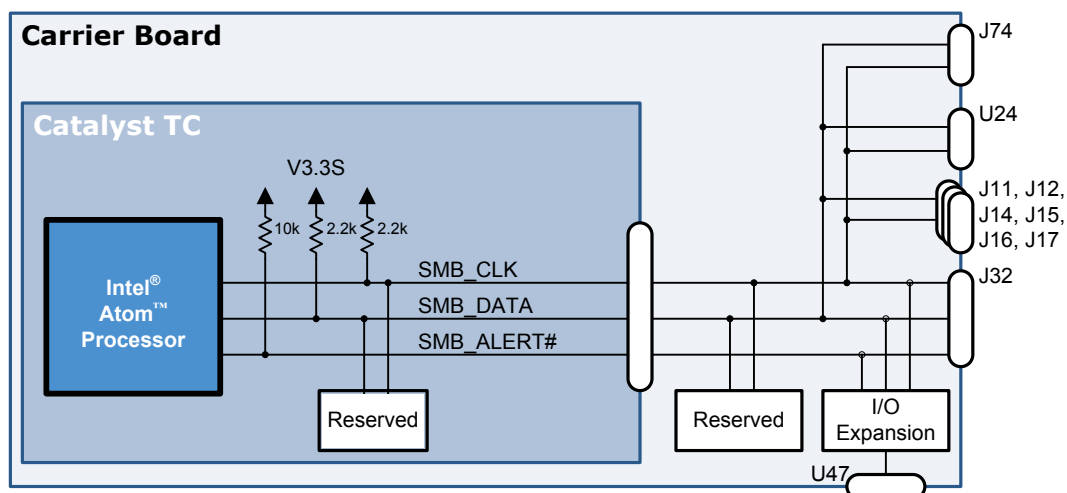 Carrier Board
J74
Catalyst TC
U24
V3.3S
10k
2.2k
2.2k
J11, J12,
J14, J15,
J16, J17
Intel®
Atom™
Processor
SMB_CLK
SMB_DATA
SMB_ALERT#
J32
Reserved
Reserved
I/O
Expansion
U47